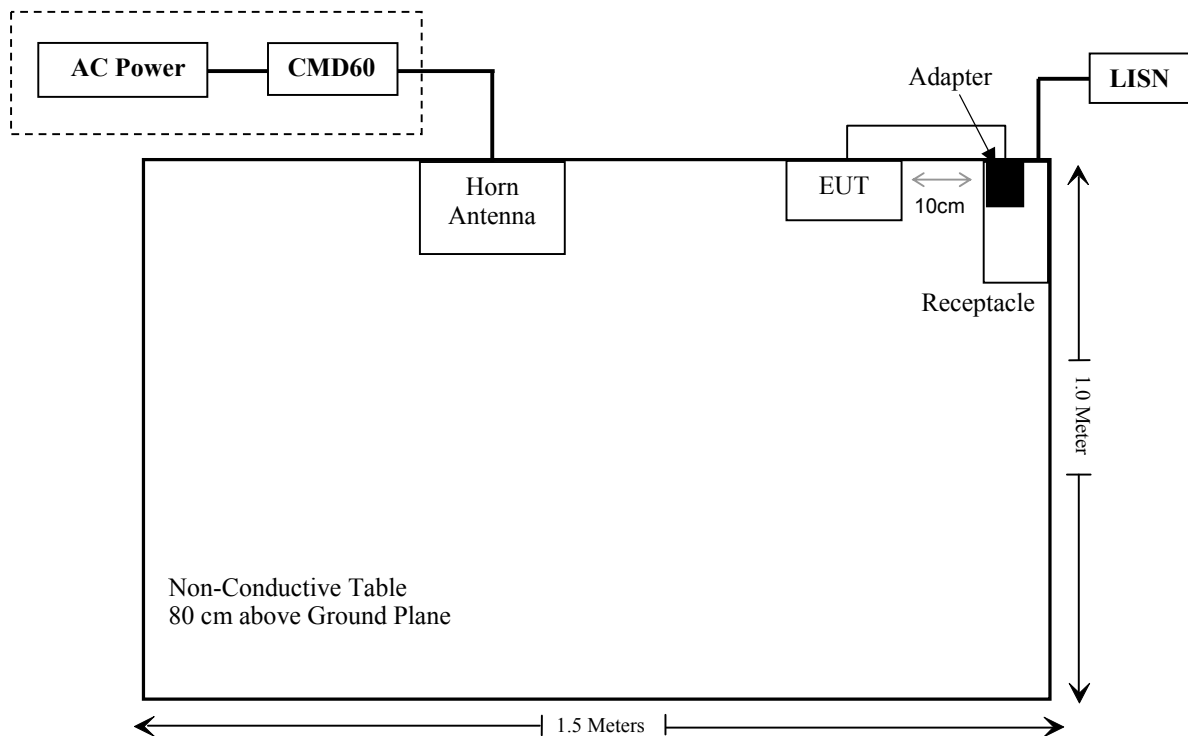 AC Power
CMD60
Adapter
LISN
Horn
Antenna
EUT
10cm
Receptacle
1.0 Meter
Non-Conductive Table
80 cm above Ground Plane
1.5 Meters